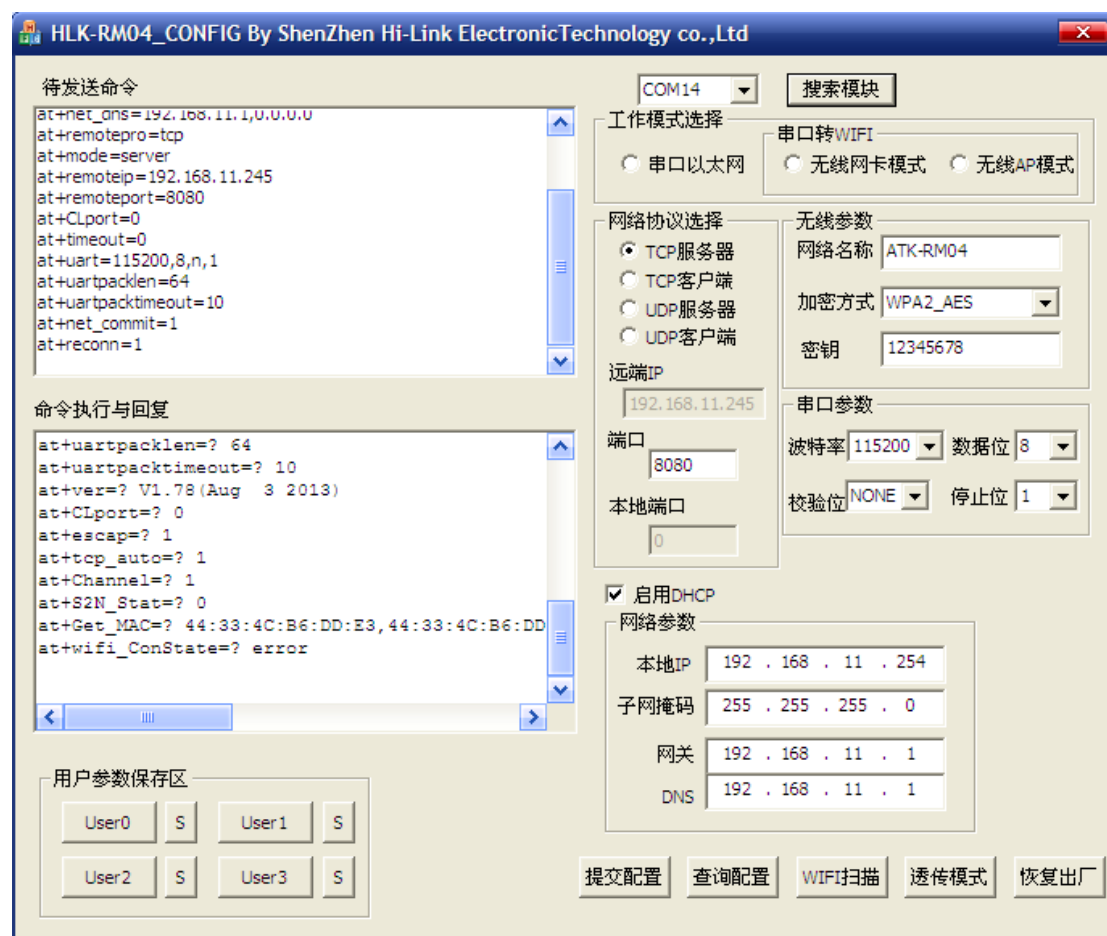 HLK-RM04_CONFIG By ShenZhen Hi-Link ElectronicTechnology co.,Ltd
待发送命令
at+net_dns=192.168.11.1,0.0.0.0
at+remotepro=tcp
at+mode=server
at+remoteip=192.168.11.245
at+remoteport=8080
at+CLport=0
at+timeout=0
at+uart=115200,8,n,1
at+uartpacklen=64
at+uartpacktimeout=10
at+net_commit=1
at+reconn=1
命令执行与回复
at+uartpacklen=? 64
at+uartpacktimeout=? 10
at+ver=? V1.78(Aug  3 2013)
at+CLport=? 0
at+escap=? 1
at+tcp_auto=? 1
at+Channel=? 1
at+S2N_Stat=? 0
at+Get_MAC=? 44:33:4C:B6:DD:E3,44:33:4C:B6:DD
at+wifi_ConState=? error
用户参数保存区
User0 S User1 S
User2 S User3 S
COM14 搜索模块
工作模式选择
串口转WIFI
串口以太网 无线网卡模式 无线AP模式
网络协议选择
TCP服务器
TCP客户端
UDP服务器
UDP客户端
远端IP
192.168.11.245
端口
8080
本地端口
0
无线参数
网络名称 ATK-RM04
加密方式 WPA2_AES
密钥 12345678
串口参数
波特率 115200 数据位 8
校验位 NONE 停止位 1
启用DHCP
网络参数
本地IP 192 . 168 . 11 . 254
子网掩码 255 . 255 . 255 . 0
网关 192 . 168 . 11 . 1
DNS 192 . 168 . 11 . 1
提交配置 查询配置 WIFI扫描 透传模式 恢复出厂